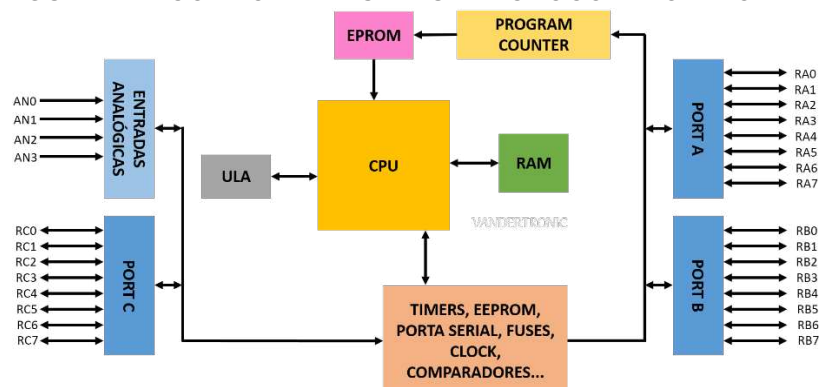 EPROM
PROGRAM
COUNTER
ENTRADAS
ANALÓGICAS
AN0
AN1
AN2
AN3
ULA
CPU
RAM
VANDERTRONIC
PORT A
RA0
RA1
RA2
RA3
RA4
RA5
RA6
RA7
RC0
RC1
RC2
RC3
RC4
RC5
RC6
RC7
PORT C
TIMERS, EEPROM,
PORTA SERIAL, FUSES,
CLOCK,
COMPARADORES...
PORT B
RB0
RB1
RB2
RB3
RB4
RB5
RB6
RB7